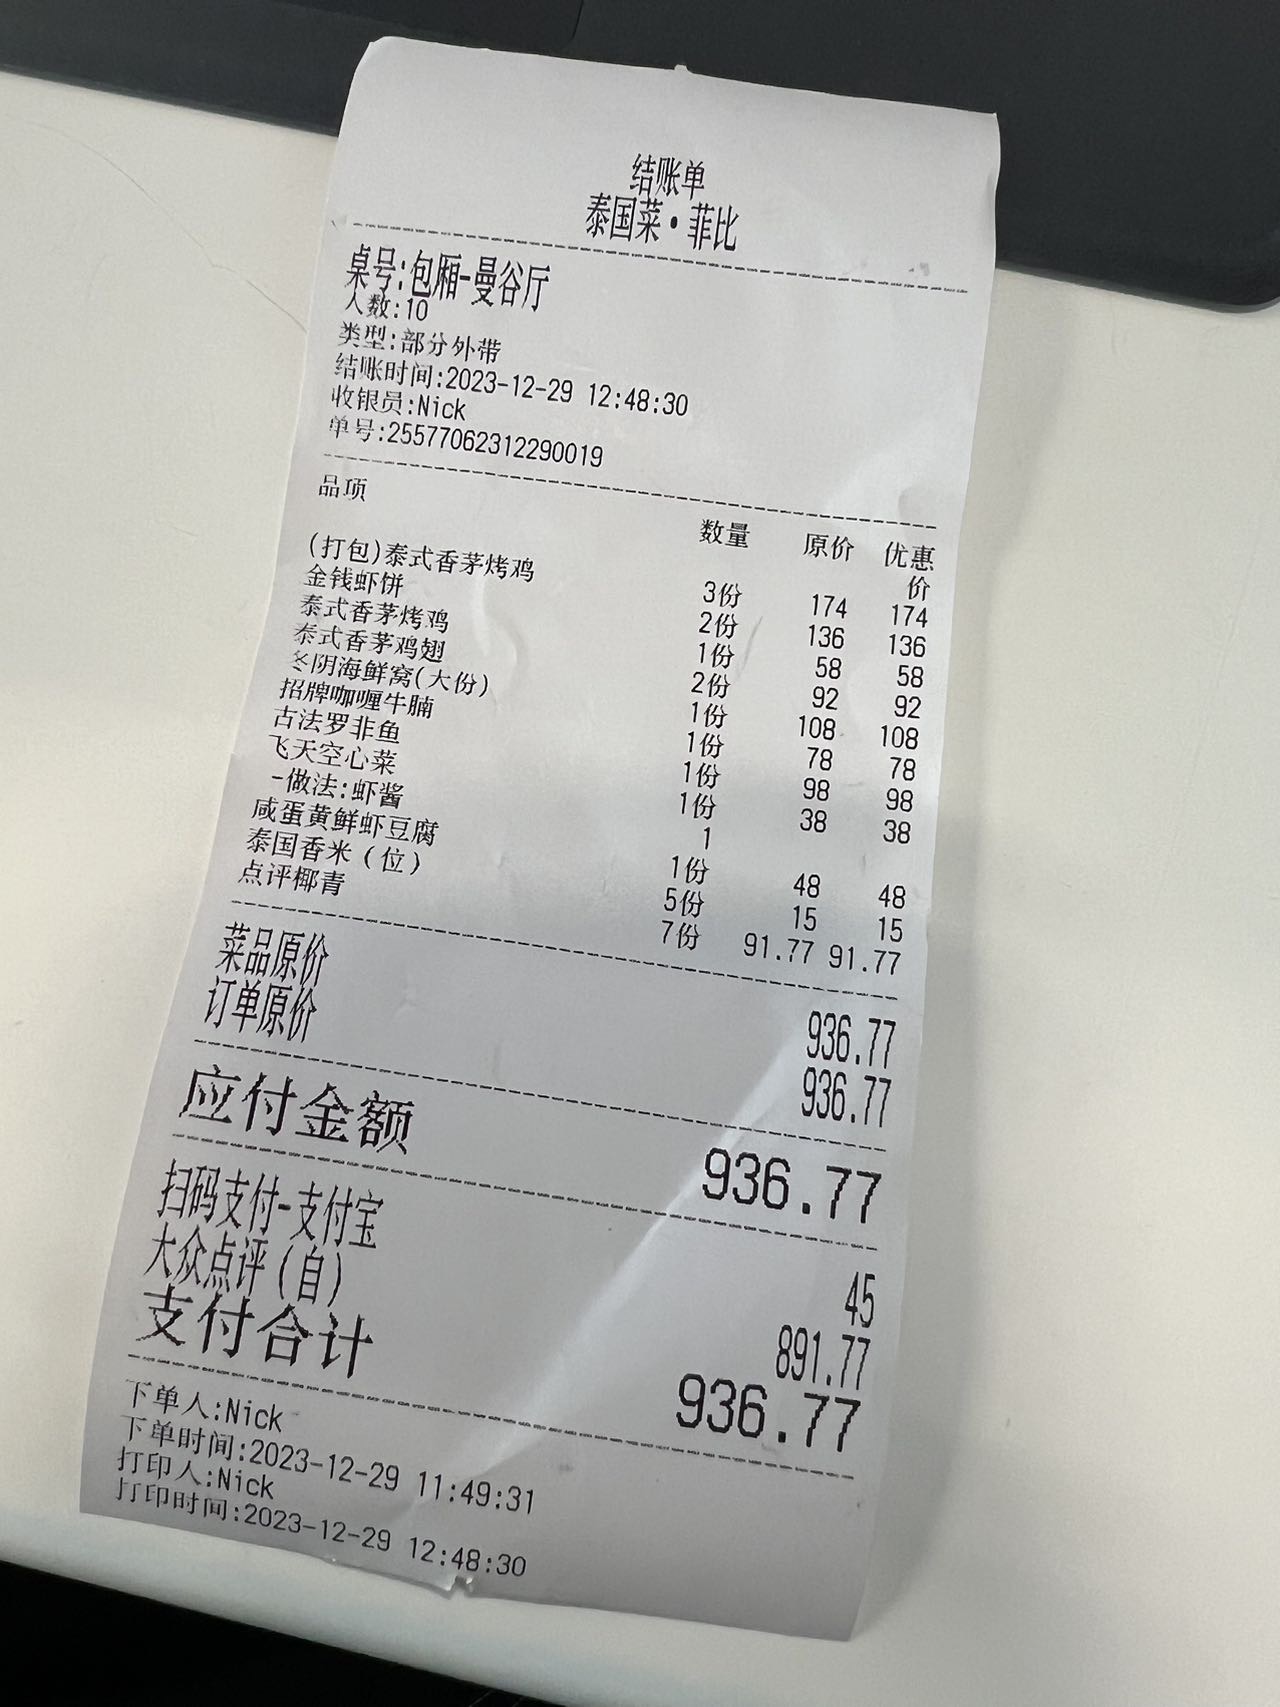 结账单
泰国菜·菲比
桌号:包厢-曼谷厅
人数:10
类型:部分外带
结账时间:2023-12-29 12:48:30
收银员:Nick
单号:25577062312290019
品项 数量 原价 优惠价
(打包)泰式香茅烤鸡 3份 174 174
金钱虾饼 2份 136 136
泰式香茅烤鸡 1份 58 58
泰式香茅鸡翅 2份 92 92
冬阴海鲜窝(大份) 1份 108 108
招牌咖喱牛腩 1份 78 78
古法罗非鱼 1份 98 98
飞天空心菜 1份 38 38
-做法:虾酱 1
咸蛋黄鲜虾豆腐 1份 48 48
泰国香米(位) 5份 15 15
点评椰青 7份 91.77 91.77
菜品原价 936.77
订单原价 936.77
应付金额 936.77
扫码支付-支付宝 45
大众点评(自) 891.77
支付合计 936.77
下单人:Nick
下单时间:2023-12-29 11:49:31
打印人:Nick
打印时间:2023-12-29 12:48:30